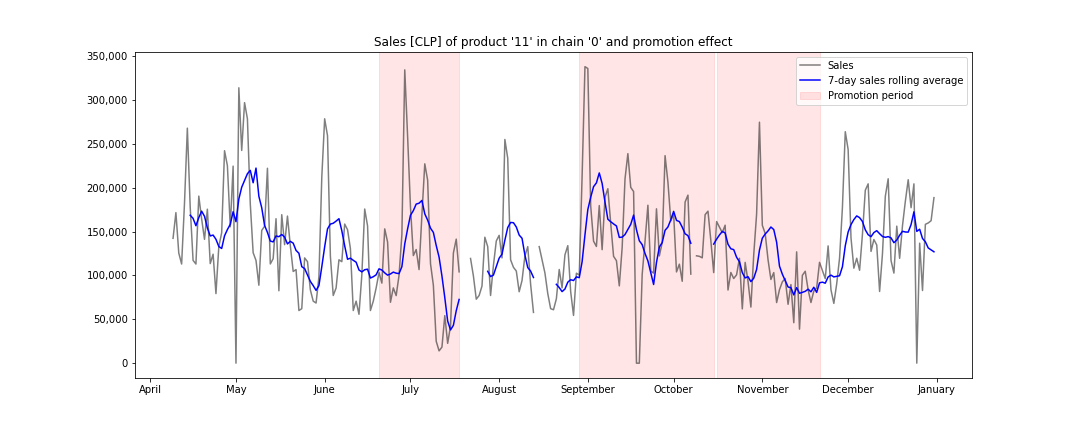 Sales [CLP] of product '11' in chain '0' and promotion effect
350,000
300,000
250,000
200,000
150,000
100,000
50,000
0
Sales
7-day sales rolling average
Promotion period
April May June July August September October November December January